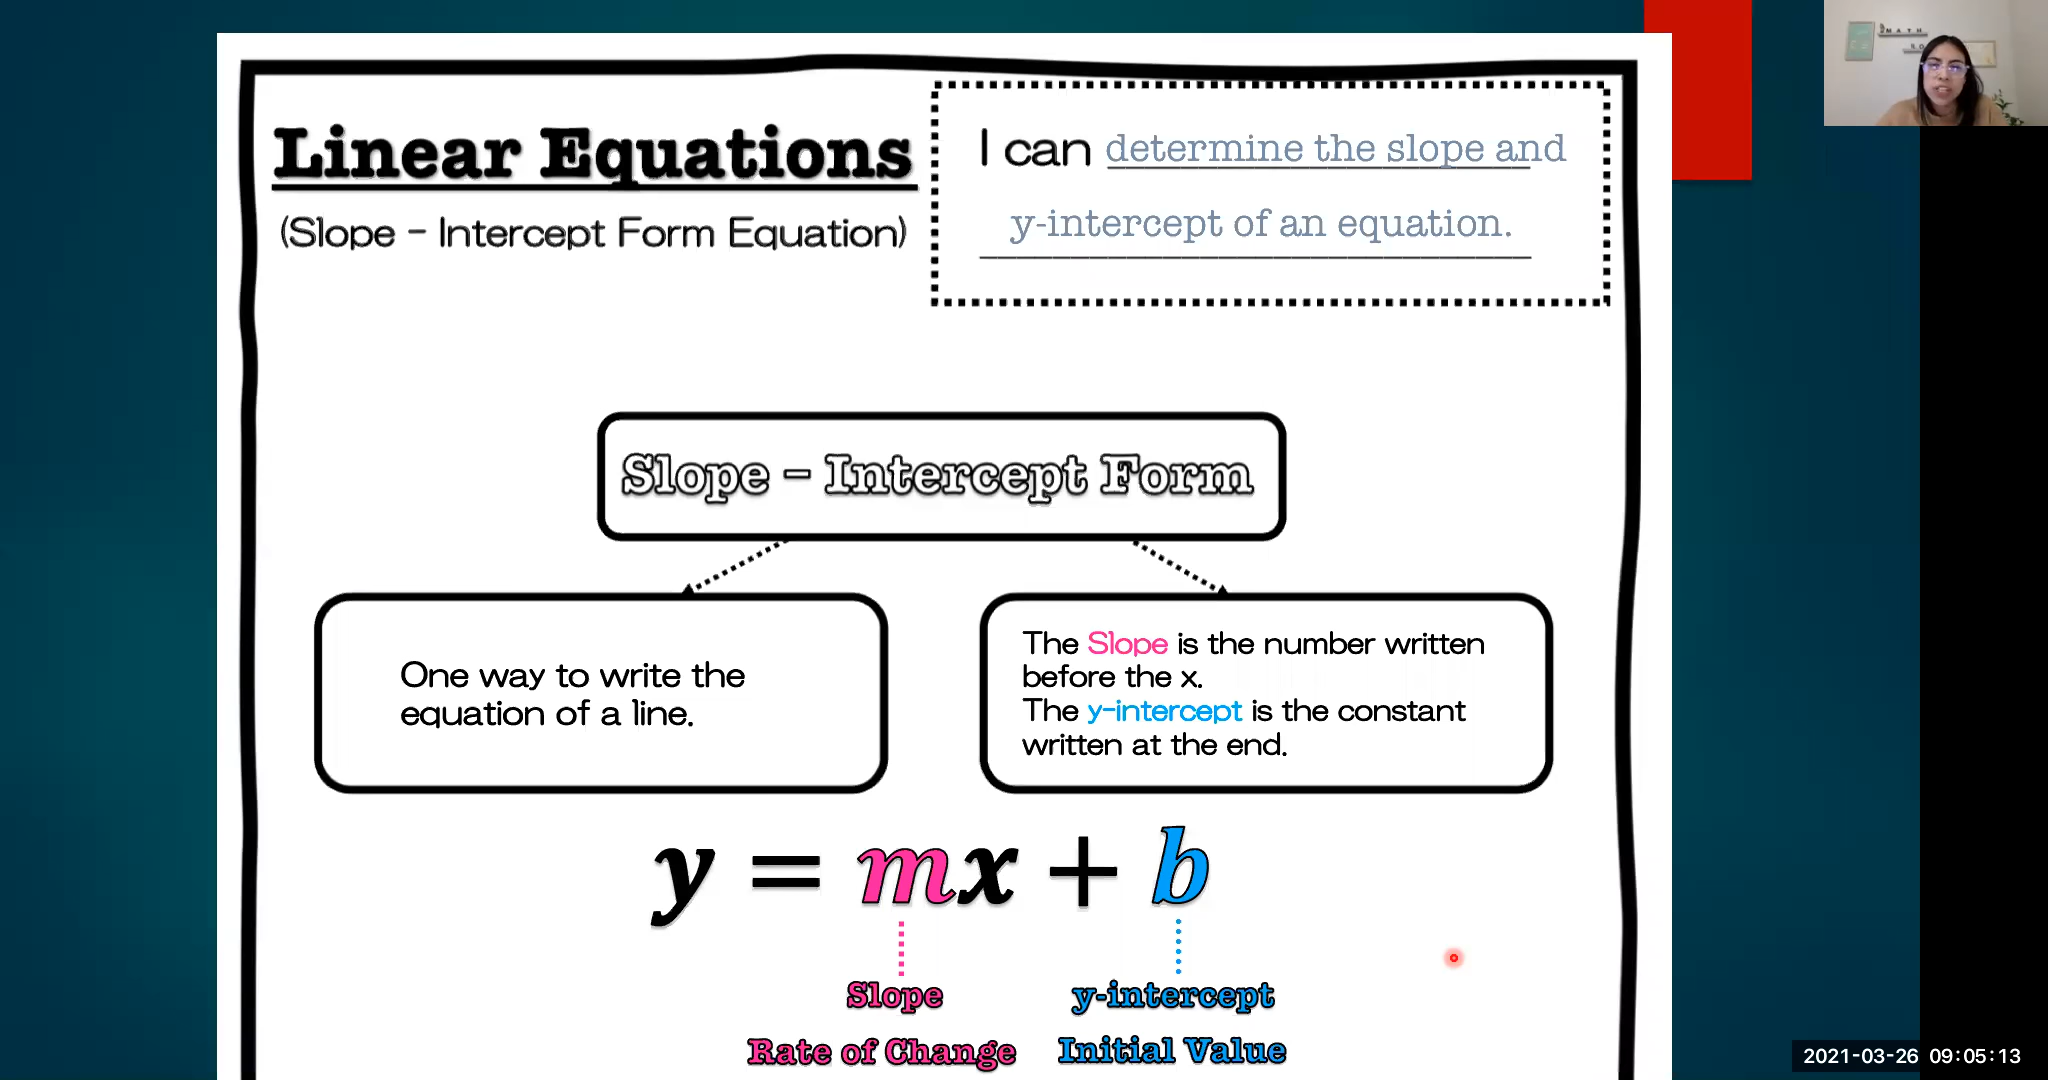 Linear Equations
(Slope - Intercept Form Equation)
I can determine the slope and
y-intercept of an equation.
MATH
Slope - Intercept Form
One way to write the
equation of a line.
The Slope is the number written
before the x.
The y-intercept is the constant
written at the end.
y = mx + b
Slope
Rate of Change
y-intercept
Initial Value
2021-03-26 09:05:13